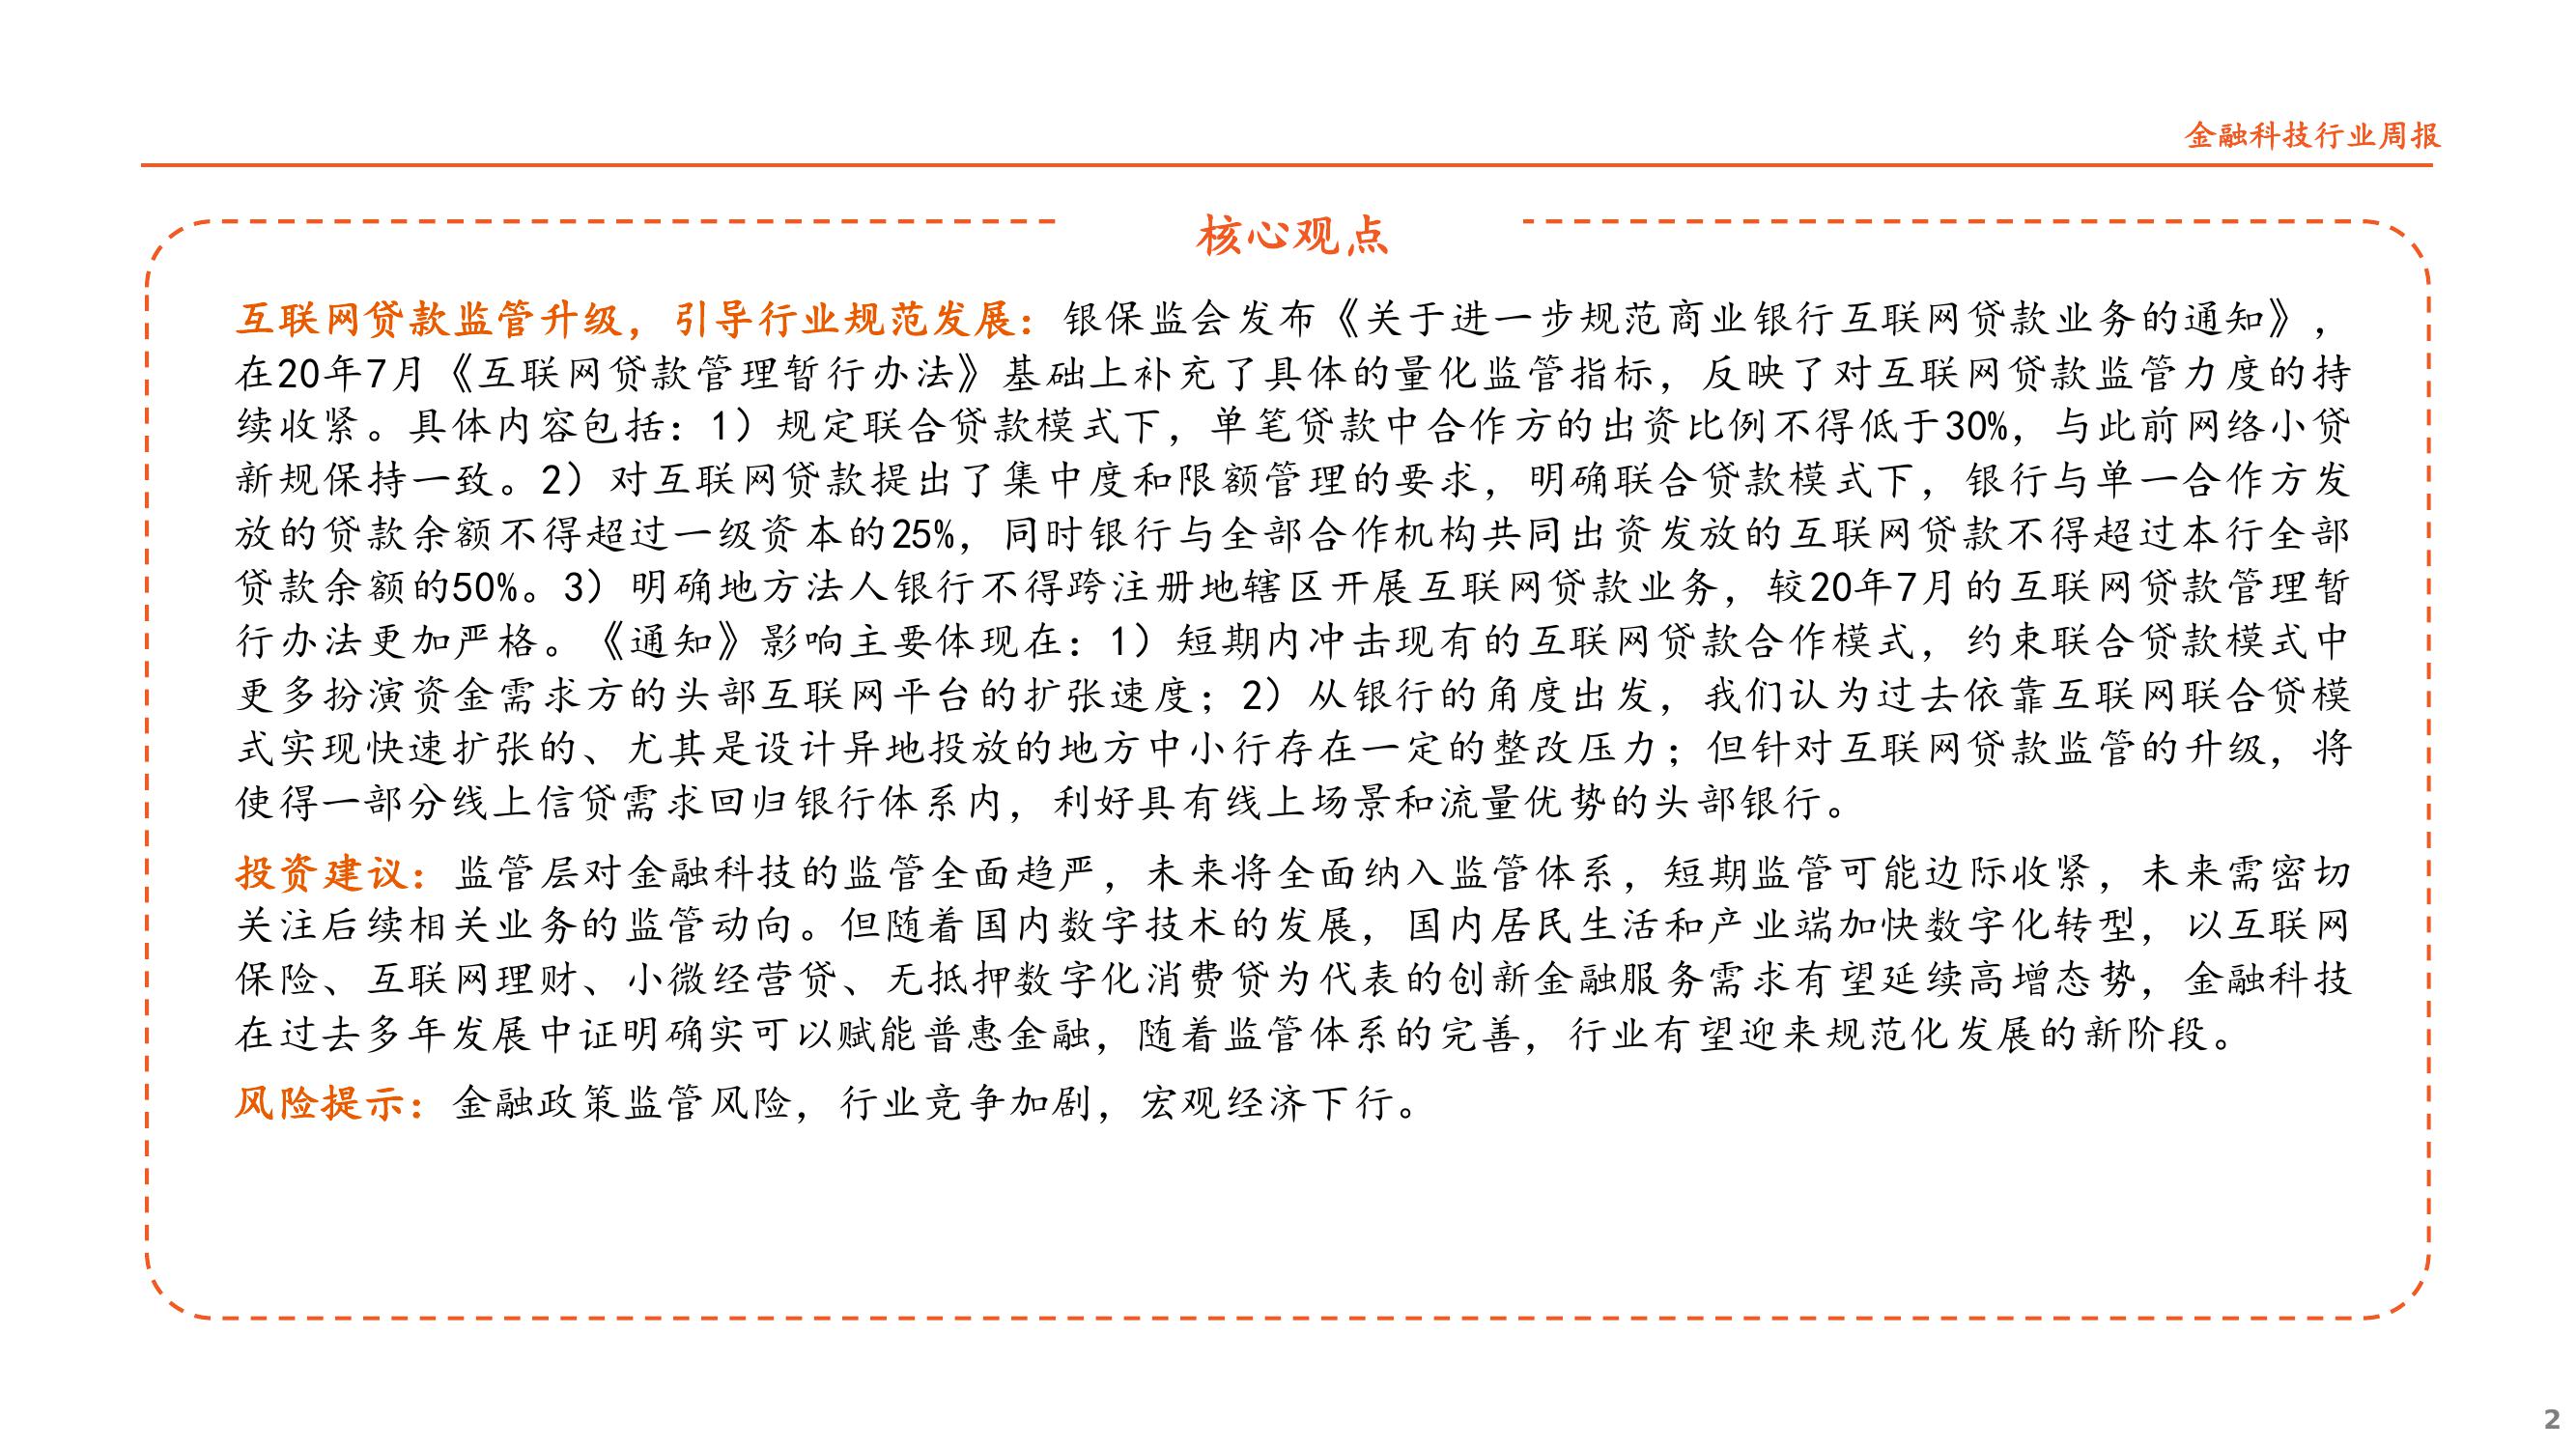 金融科技行业周报
核心观点
互联网贷款监管升级，引导行业规范发展：银保监会发布《关于进一步规范商业银行互联网贷款业务的通知》，
在20年7月《互联网贷款管理暂行办法》基础上补充了具体的量化监管指标，反映了对互联网贷款监管力度的持
续收紧。具体内容包括：1）规定联合贷款模式下，单笔贷款中合作方的出资比例不得低于30%，与此前网络小贷
新规保持一致。2）对互联网贷款提出了集中度和限额管理的要求，明确联合贷款模式下，银行与单一合作方发
放的贷款余额不得超过一级资本的25%，同时银行与全部合作机构共同出资发放的互联网贷款不得超过本行全部
贷款余额的50%。3）明确地方法人银行不得跨注册地辖区开展互联网贷款业务，较20年7月的互联网贷款管理暂
行办法更加严格。《通知》影响主要体现在：1）短期内冲击现有的互联网贷款合作模式，约束联合贷款模式中
更多扮演资金需求方的头部互联网平台的扩张速度；2）从银行的角度出发，我们认为过去依靠互联网联合贷模
式实现快速扩张的、尤其是设计异地投放的地方中小行存在一定的整改压力；但针对互联网贷款监管的升级，将
使得一部分线上信贷需求回归银行体系内，利好具有线上场景和流量优势的头部银行。
投资建议：监管层对金融科技的监管全面趋严，未来将全面纳入监管体系，短期监管可能边际收紧，未来需密切
关注后续相关业务的监管动向。但随着国内数字技术的发展，国内居民生活和产业端加快数字化转型，以互联网
保险、互联网理财、小微经营贷、无抵押数字化消费贷为代表的创新金融服务需求有望延续高增态势，金融科技
在过去多年发展中证明确实可以赋能普惠金融，随着监管体系的完善，行业有望迎来规范化发展的新阶段。
风险提示：金融政策监管风险，行业竞争加剧，宏观经济下行。
2